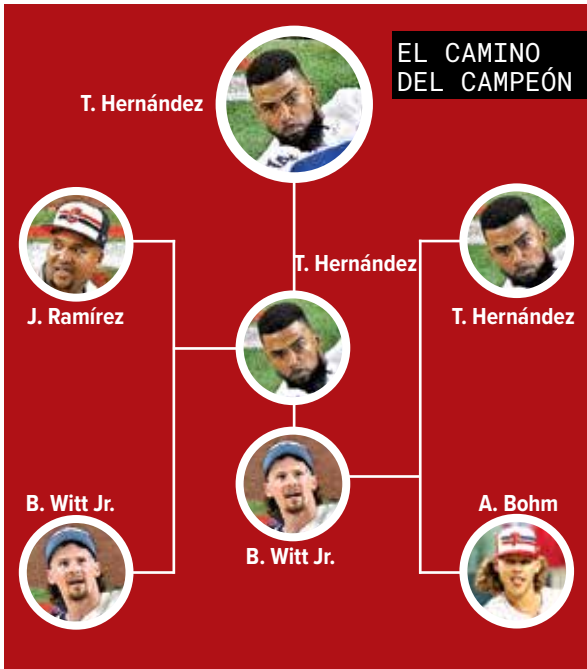 EL CAMINO
DEL CAMPEÓN
T. Hernández
T. Hernández
J. Ramírez
T. Hernández
B. Witt Jr.
A. Bohm
B. Witt Jr.